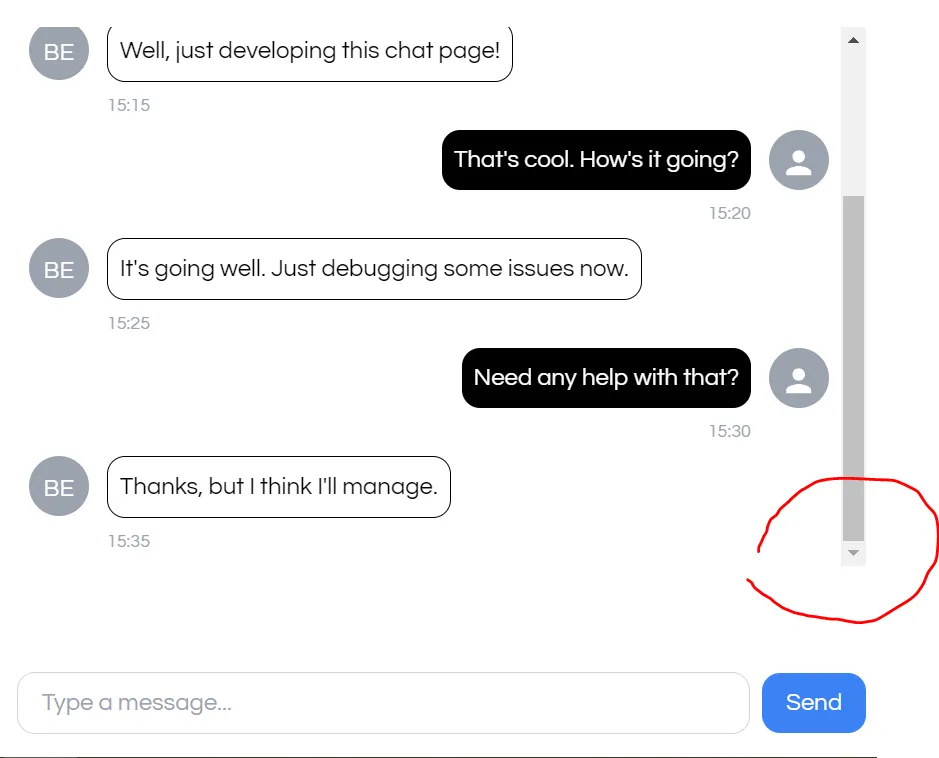 BE
Well, just developing this chat page!
15:15
That's cool. How's it going?
15:20
BE
It's going well. Just debugging some issues now.
15:25
Need any help with that?
15:30
BE
Thanks, but I think I'll manage.
15:35
Type a message...
Send